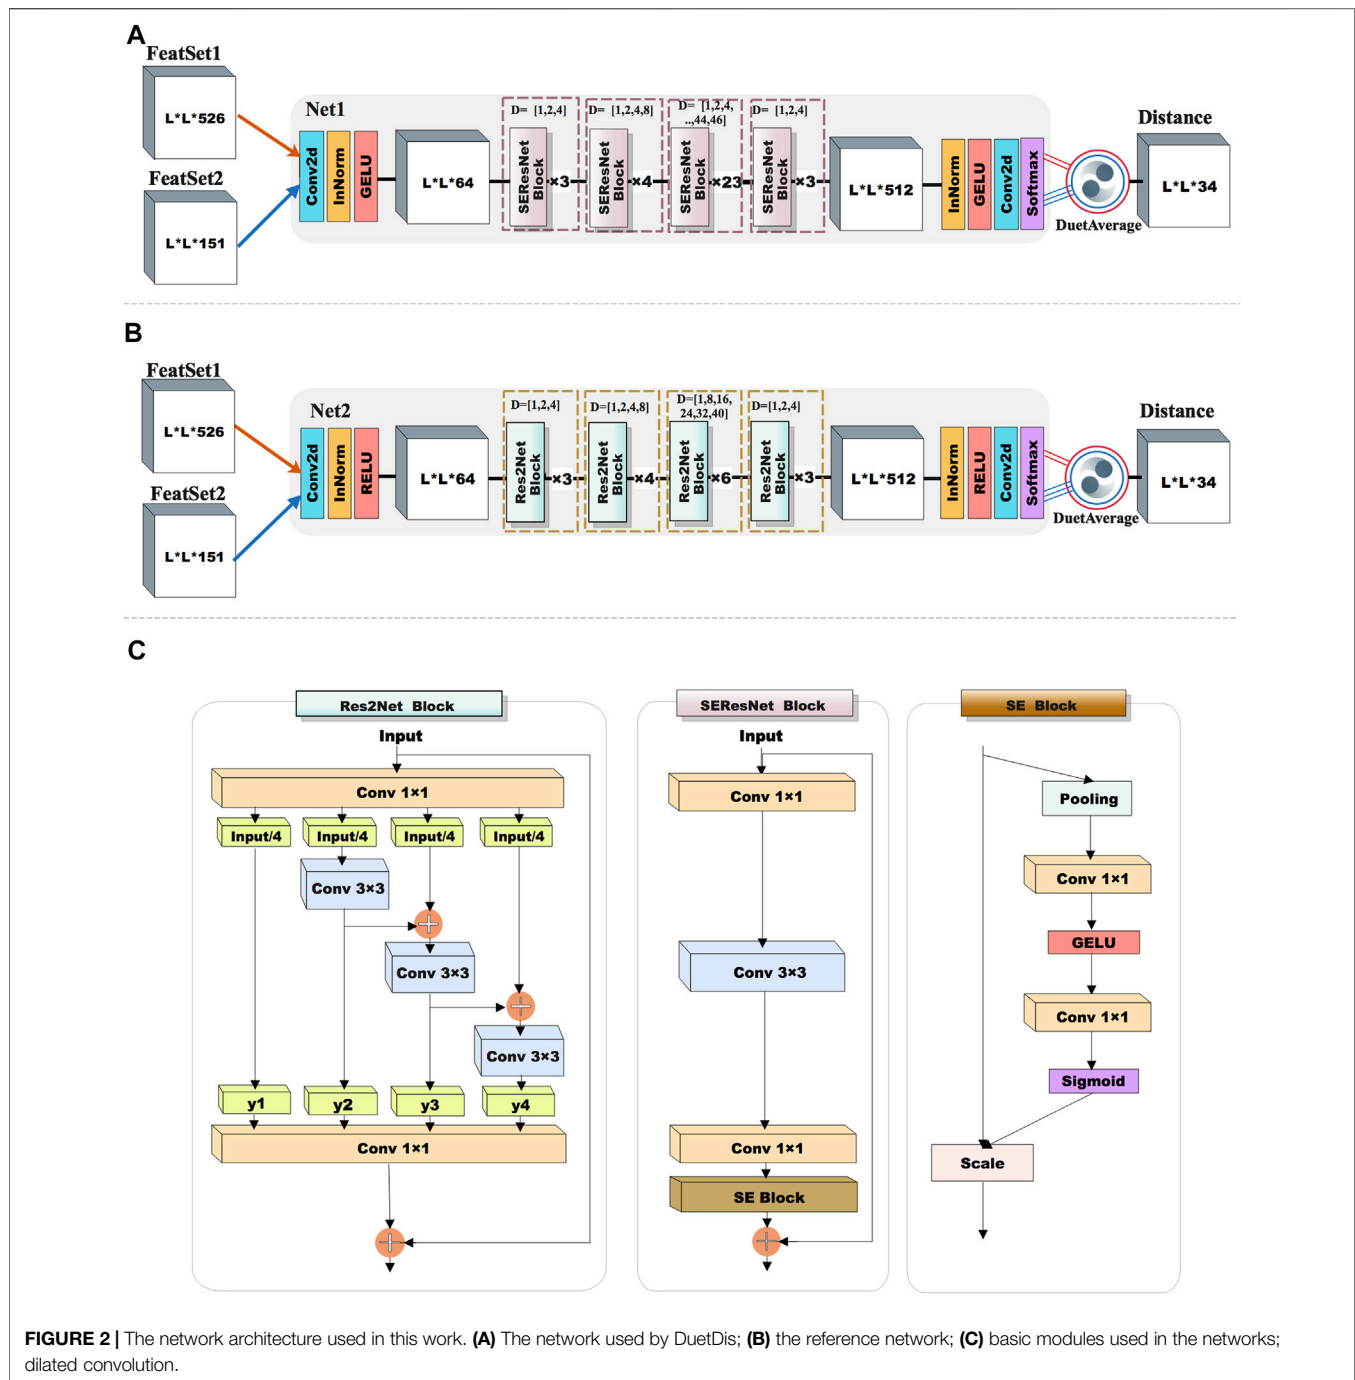 A
FeatSet1
L*L*526
FeatSet2
L*L*151
Net1
Conv2d
InNorm
GELU
L*L*64
D= [1,2,4]
SEResNet
Block
×3
D= [1,2,4,8]
SEResNet
Block
×4
D= [1,2,4,
..,44,46]
SEResNet
Block
×23
D= [1,2,4]
SEResNet
Block
×3
L*L*512
InNorm
GELU
Conv2d
Softmax
DuetAverage
Distance
L*L*34
B
FeatSet1
L*L*526
FeatSet2
L*L*151
Net2
Conv2d
InNorm
RELU
L*L*64
D=[1,2,4]
Res2Net
Block
×3
D=[1,2,4,8]
Res2Net
Block
×4
D=[1,8,16,
24,32,40]
Res2Net
Block
×6
D=[1,2,4]
Res2Net
Block
×3
L*L*512
InNorm
RELU
Conv2d
Softmax
DuetAverage
Distance
L*L*34
C
Res2Net Block
Input
Conv 1×1
Input/4 Input/4 Input/4 Input/4
Conv 3×3
Conv 3×3
Conv 3×3
y1 y2 y3 y4
Conv 1×1
SEResNet Block
Input
Conv 1×1
Conv 3×3
Conv 1×1
SE Block
SE Block
Pooling
Conv 1×1
GELU
Conv 1×1
Sigmoid
Scale
FIGURE 2 | The network architecture used in this work. (A) The network used by DuetDis; (B) the reference network; (C) basic modules used in the networks;
dilated convolution.